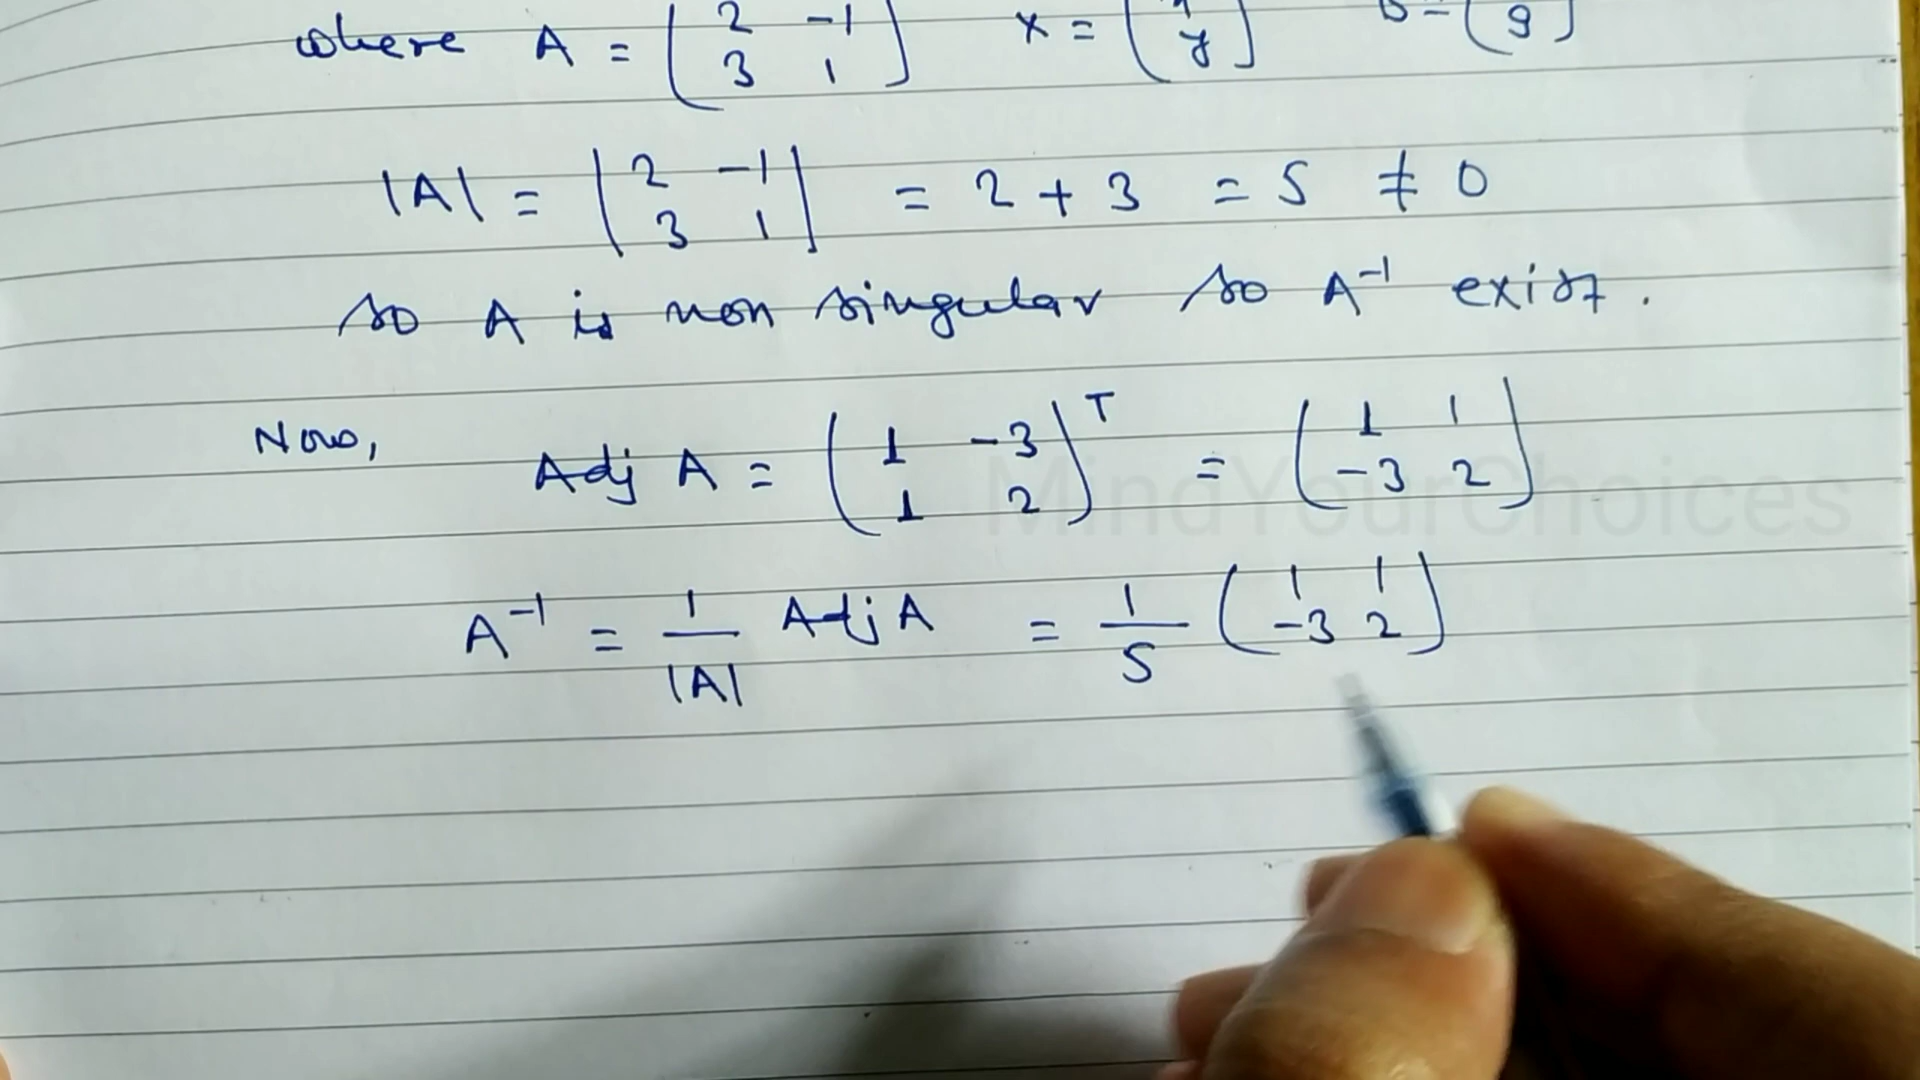 where A = ( 2 -1 3 1 ) x = ( y ) = ( 9 )
|A| = | 2 -1 3 1 | = 2 + 3 = 5 ≠ 0
so A is non singular so A⁻¹ exist.
Now, Adj A = ( 1 -3 1 2 )ᵀ = ( 1 1 -3 2 )
MindYourChoices
A⁻¹ = 1/|A| Adj A = 1/5 ( 1 1 -3 2 )